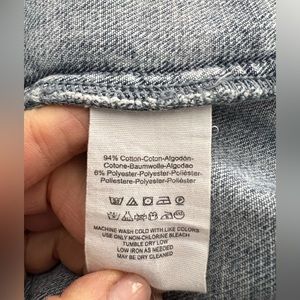 94% Cotton-Coton-Algodón-
Cotone-Baumwolle-Algodao
6% Polyester-Polyester-Poliéster-
Poliestere-Polyester-Poliéster
MACHINE WASH COLD WITH LIKE COLORS
USE ONLY NON-CHLORINE BLEACH
TUMBLE DRY LOW
LOW IRON AS NEEDED
MAY BE DRY CLEANED